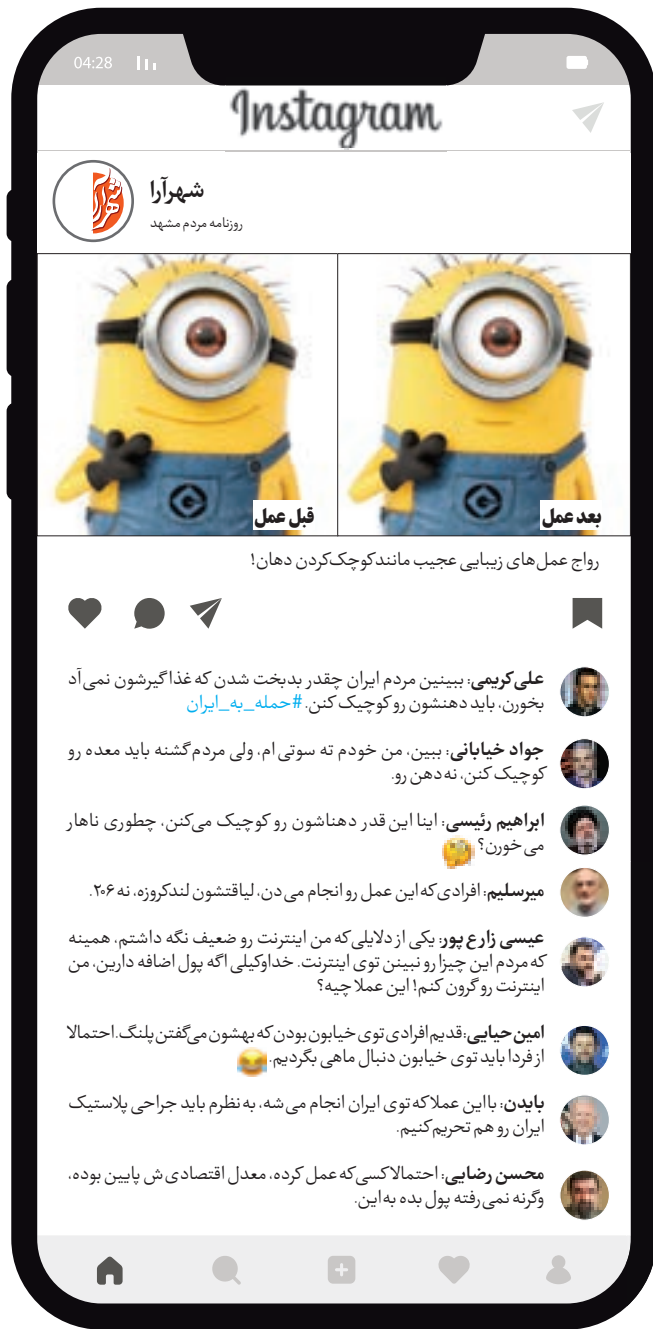 04:28
Instagram
شهرآرا
شهرآرا
روزنامه مردم مشهد
قبل عمل
بعد عمل
رواج عمل‌های زیبایی عجیب مانند کوچک‌کردن دهان!
علی کریمی: ببینین مردم ایران چقدر بدبخت شدن که غذا گیرشون نمی‌آد
بخورن، باید دهنشون رو کوچیک کنن. #حمله_به_ایران
جواد خیابانی: ببین، من خودم ته سوتی ام، ولی مردم گشنه باید معده رو
کوچیک کنن، نه دهن رو.
ابراهیم رئیسی: اینا این قدر دهناشون رو کوچیک می‌کنن، چطوری ناهار
می‌خورن؟ 🤔
میرسلیم: افرادی که این عمل رو انجام می‌دن، لیاقتشون لندکروزه، نه ۲۰۶.
عیسی زارع پور: یکی از دلایلی که من اینترنت رو ضعیف نگه داشتم، همینه
که مردم این چیزا رو نبینن توی اینترنت. خداوکیلی اگه پول اضافه دارین، من
اینترنت رو گرون کنم! این عملا چیه؟
امین حیایی: قدیم افرادی توی خیابون بودن که بهشون می‌گفتن پلنگ. احتمالا
از فردا باید توی خیابون دنبال ماهی بگردیم. 😂
بایدن: بااین عملا که توی ایران انجام می‌شه، به نظرم باید جراحی پلاستیک
ایران رو هم تحریم کنیم.
محسن رضایی: احتمالا کسی که عمل کرده، معدل اقتصادی ش پایین بوده،
وگرنه نمی‌رفته پول بده به این.